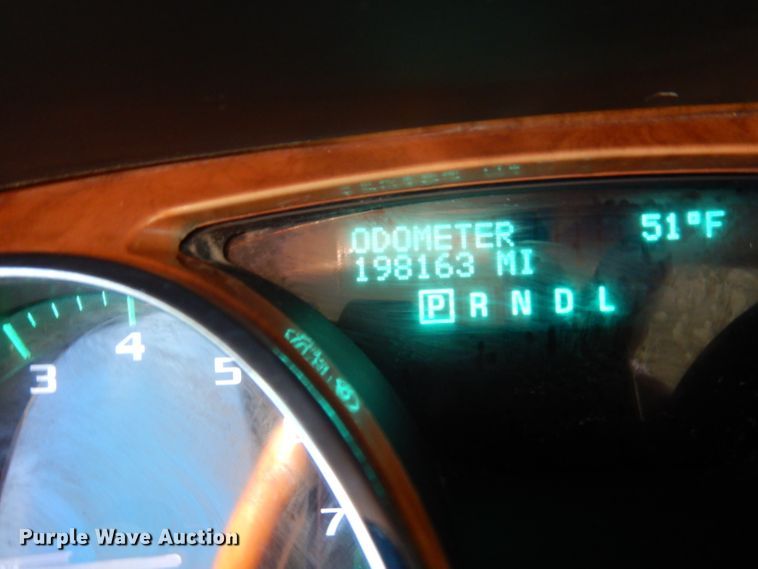 ODOMETER 51°F
198163 MI
P R N D L
3 4 5 7
Purple Wave Auction